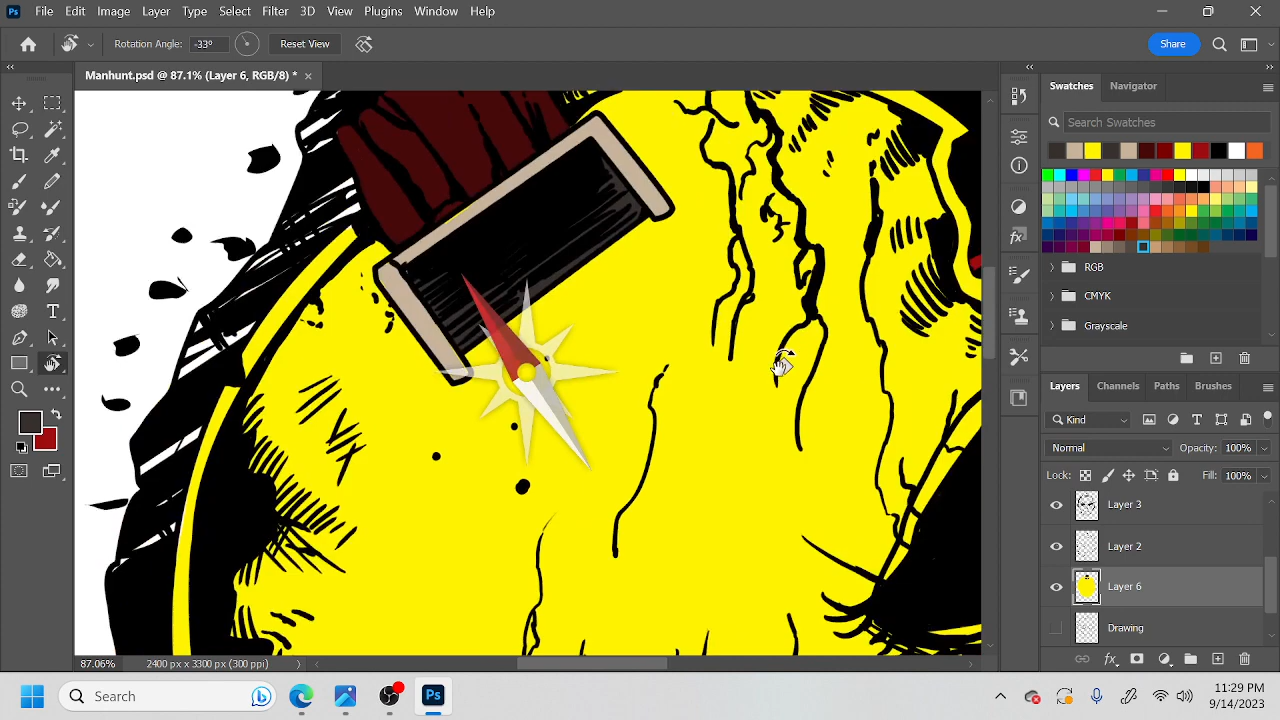 Ps File Edit Image Layer Type Select Filter 3D View Plugins Window Help
Rotation Angle: -33° Reset View Share
Manhunt.psd @ 87.1% (Layer 6, RGB/8) * ×
Swatches Navigator
Search Swatches
RGB
CMYK
Grayscale
Layers Channels Paths Brushes
Kind
Normal Opacity: 100%
Lock: Fill: 100%
Layer 3
Layer 2
Layer 6
Drawing
87.06% 2400 px x 3300 px (300 ppi)
Search Ps 11:29 PM
9/14/2023